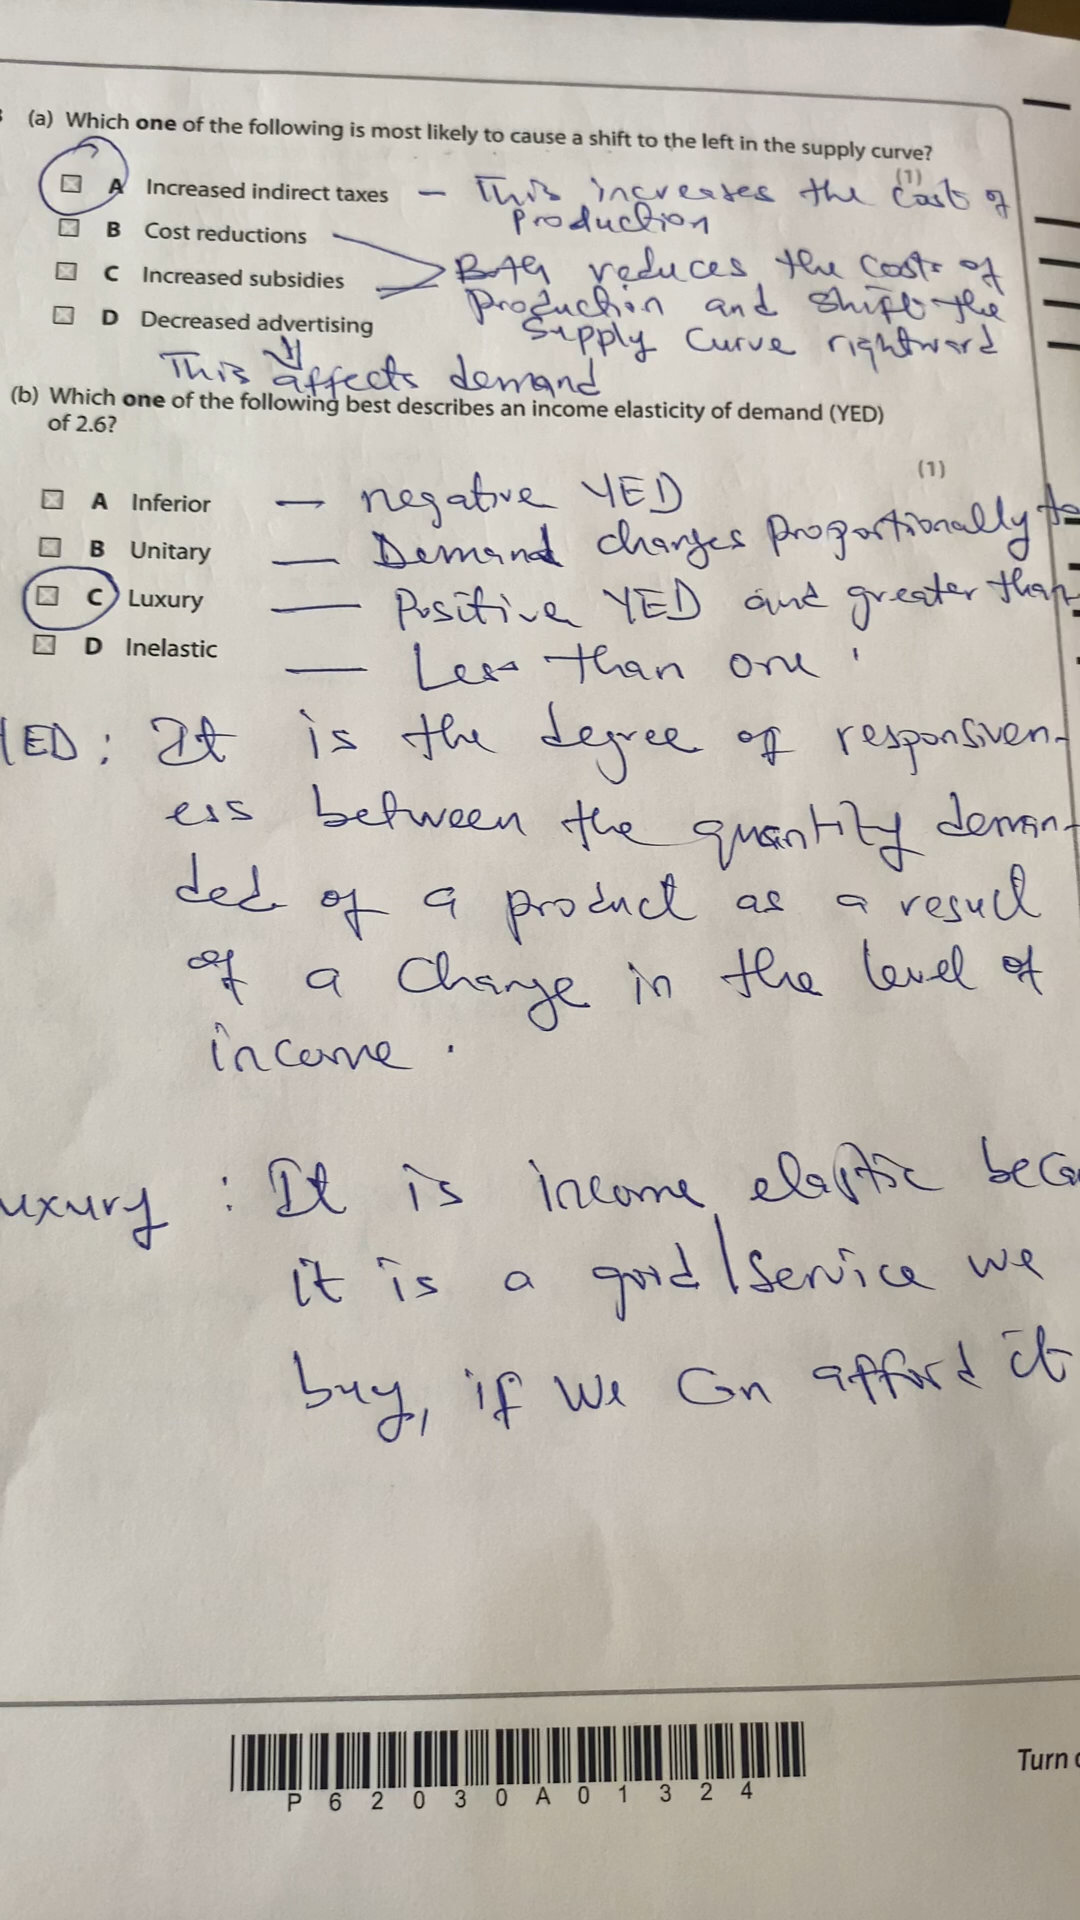 (a) Which one of the following is most likely to cause a shift to the left in the supply curve?
(1)
A Increased indirect taxes — This increases the cost of
production
B Cost reductions
C Increased subsidies
Both reduces the costs of
production and shift the
supply curve rightward
D Decreased advertising
This affects demand
(b) Which one of the following best describes an income elasticity of demand (YED)
of 2.6?
(1)
A Inferior — negative YED
B Unitary — Demand changes proportionally to
C Luxury — Positive YED and greater than
D Inelastic — Less than one
YED : It is the degree of responsiven-
ess between the quantity deman-
ded of a product as a result
of a change in the level of
income .
uxury : It is income elastic beca
it is a good/service we
buy, if we can afford it
P 6 2 0 3 0 A 0 1 3 2 4
Turn